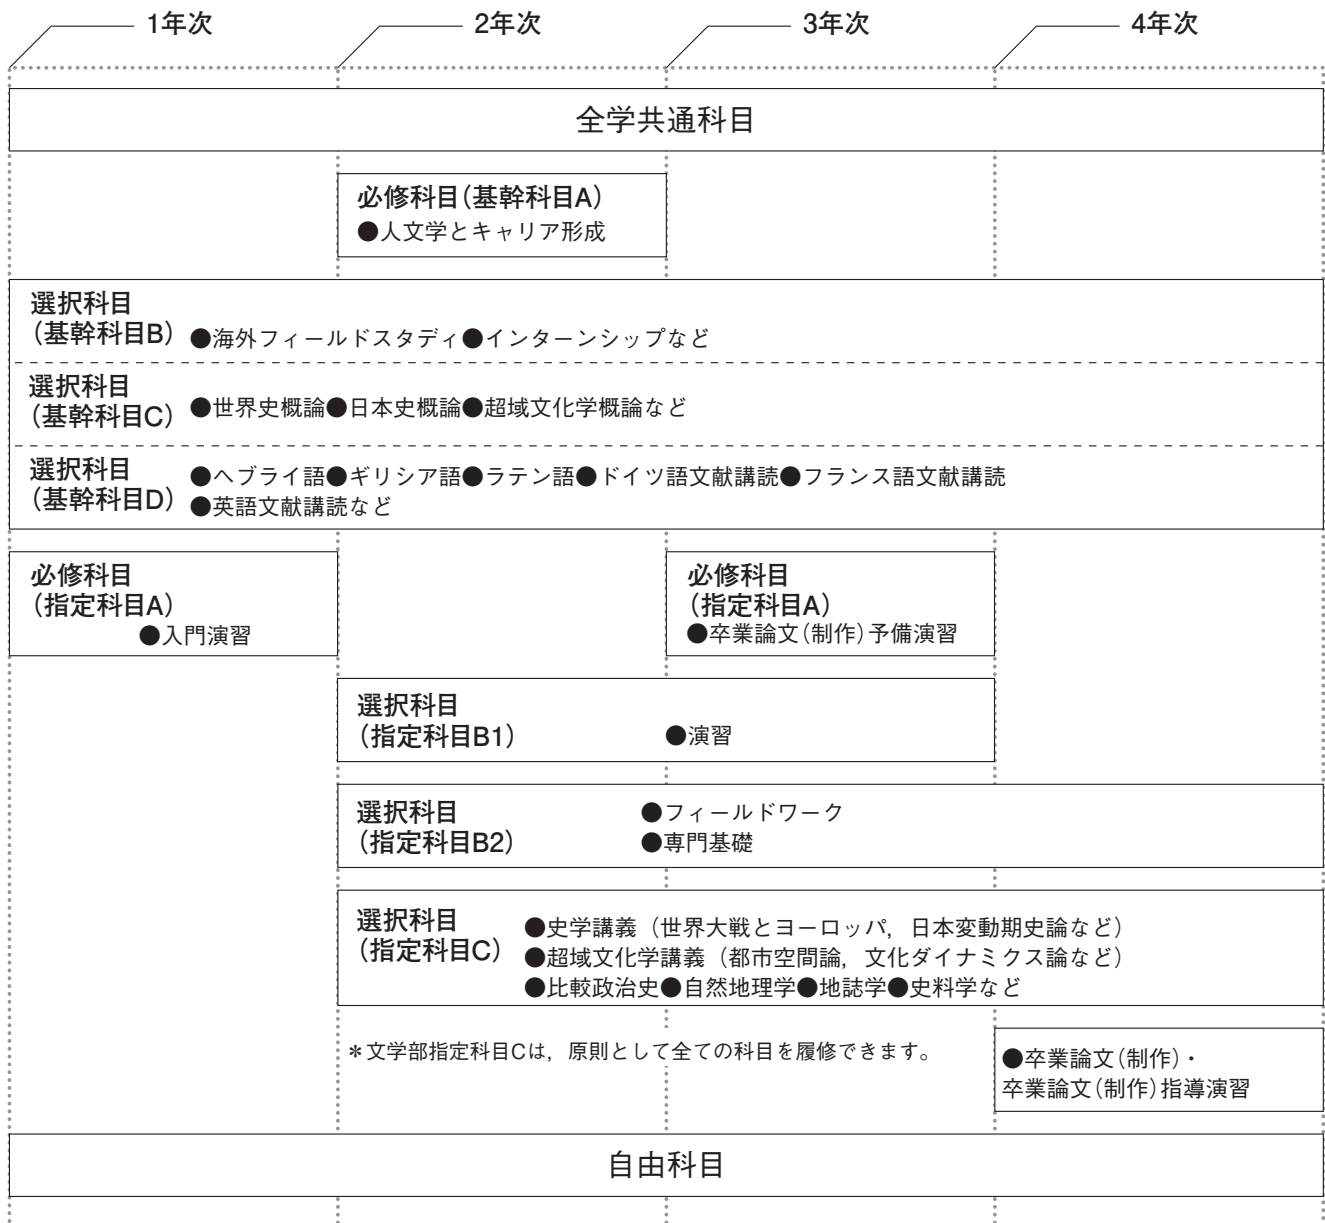 1年次 2年次 3年次 4年次
全学共通科目
必修科目(基幹科目A)
●人文学とキャリア形成
選択科目
(基幹科目B) ●海外フィールドスタディ●インターンシップなど
選択科目
(基幹科目C) ●世界史概論●日本史概論●超域文化学概論など
選択科目
(基幹科目D) ●ヘブライ語●ギリシア語●ラテン語●ドイツ語文献講読●フランス語文献講読
●英語文献講読など
必修科目
(指定科目A)
●入門演習
必修科目
(指定科目A)
●卒業論文(制作)予備演習
選択科目
(指定科目B1) ●演習
選択科目
(指定科目B2)
●フィールドワーク
●専門基礎
選択科目
(指定科目C)
●史学講義(世界大戦とヨーロッパ,日本変動期史論など)
●超域文化学講義(都市空間論,文化ダイナミクス論など)
●比較政治史●自然地理学●地誌学●史料学など
*文学部指定科目Cは,原則として全ての科目を履修できます。
●卒業論文(制作)・
卒業論文(制作)指導演習
自由科目